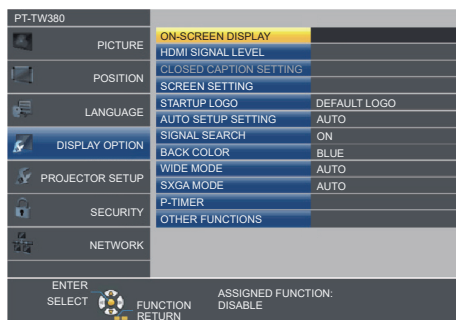 PT-TW380
PICTURE
POSITION
LANGUAGE
DISPLAY OPTION
PROJECTOR SETUP
SECURITY
NETWORK
ON-SCREEN DISPLAY
HDMI SIGNAL LEVEL
CLOSED CAPTION SETTING
SCREEN SETTING
STARTUP LOGO DEFAULT LOGO
AUTO SETUP SETTING AUTO
SIGNAL SEARCH ON
BACK COLOR BLUE
WIDE MODE AUTO
SXGA MODE AUTO
P-TIMER
OTHER FUNCTIONS
ENTER
SELECT
FUNCTION
RETURN
ASSIGNED FUNCTION:
DISABLE